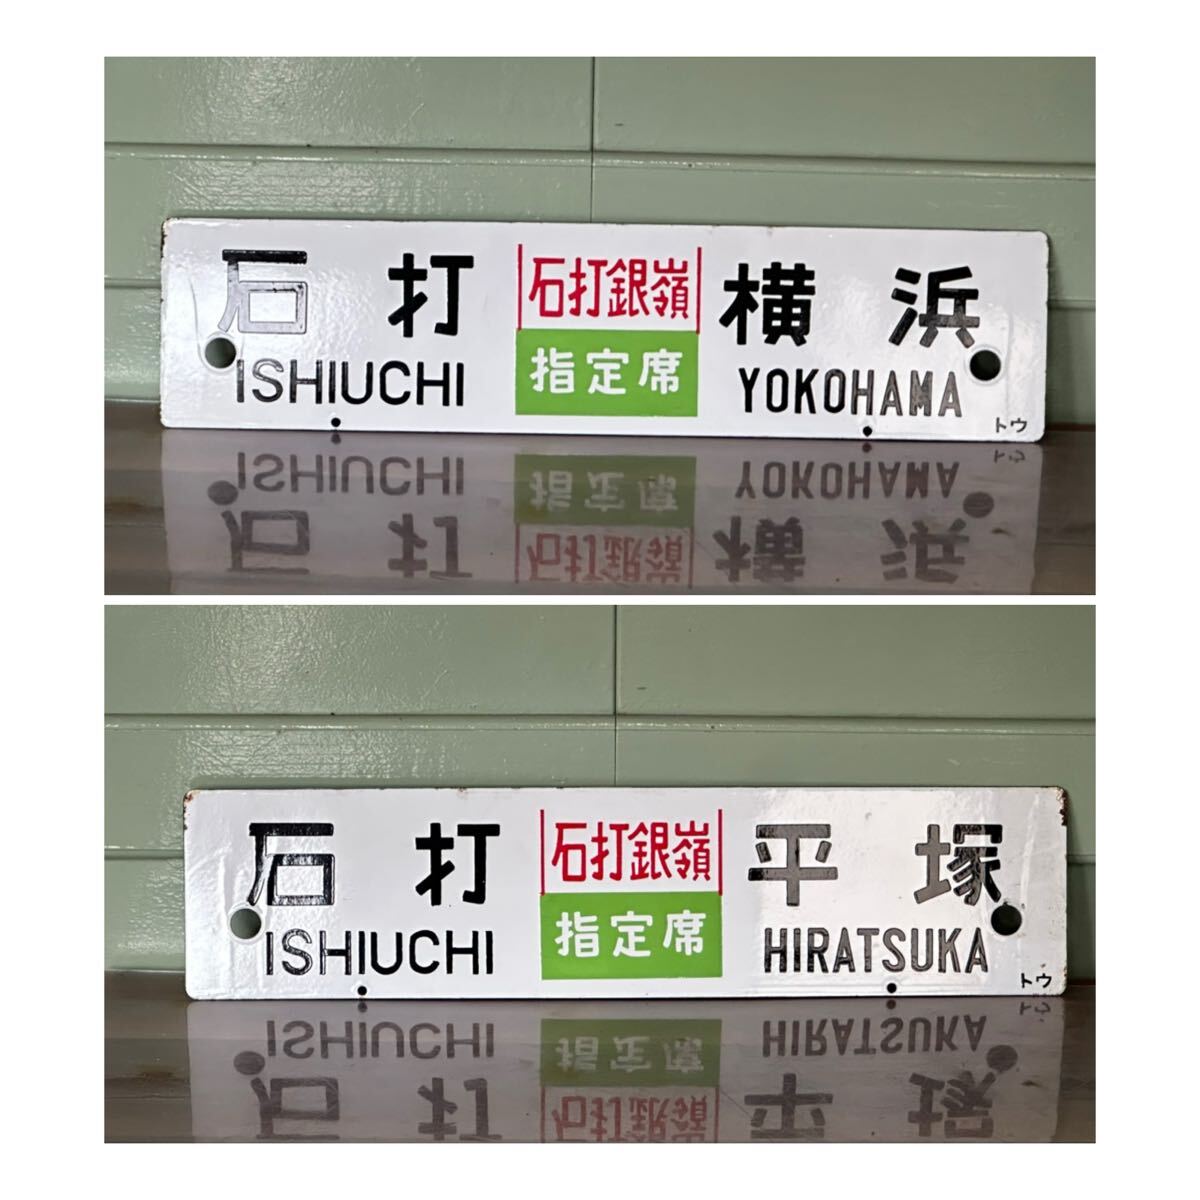 石打 石打銀嶺 横浜
指定席
ISHIUCHI YOKOHAMA
トウ
石打 石打銀嶺 平塚
指定席
ISHIUCHI HIRATSUKA
トウ